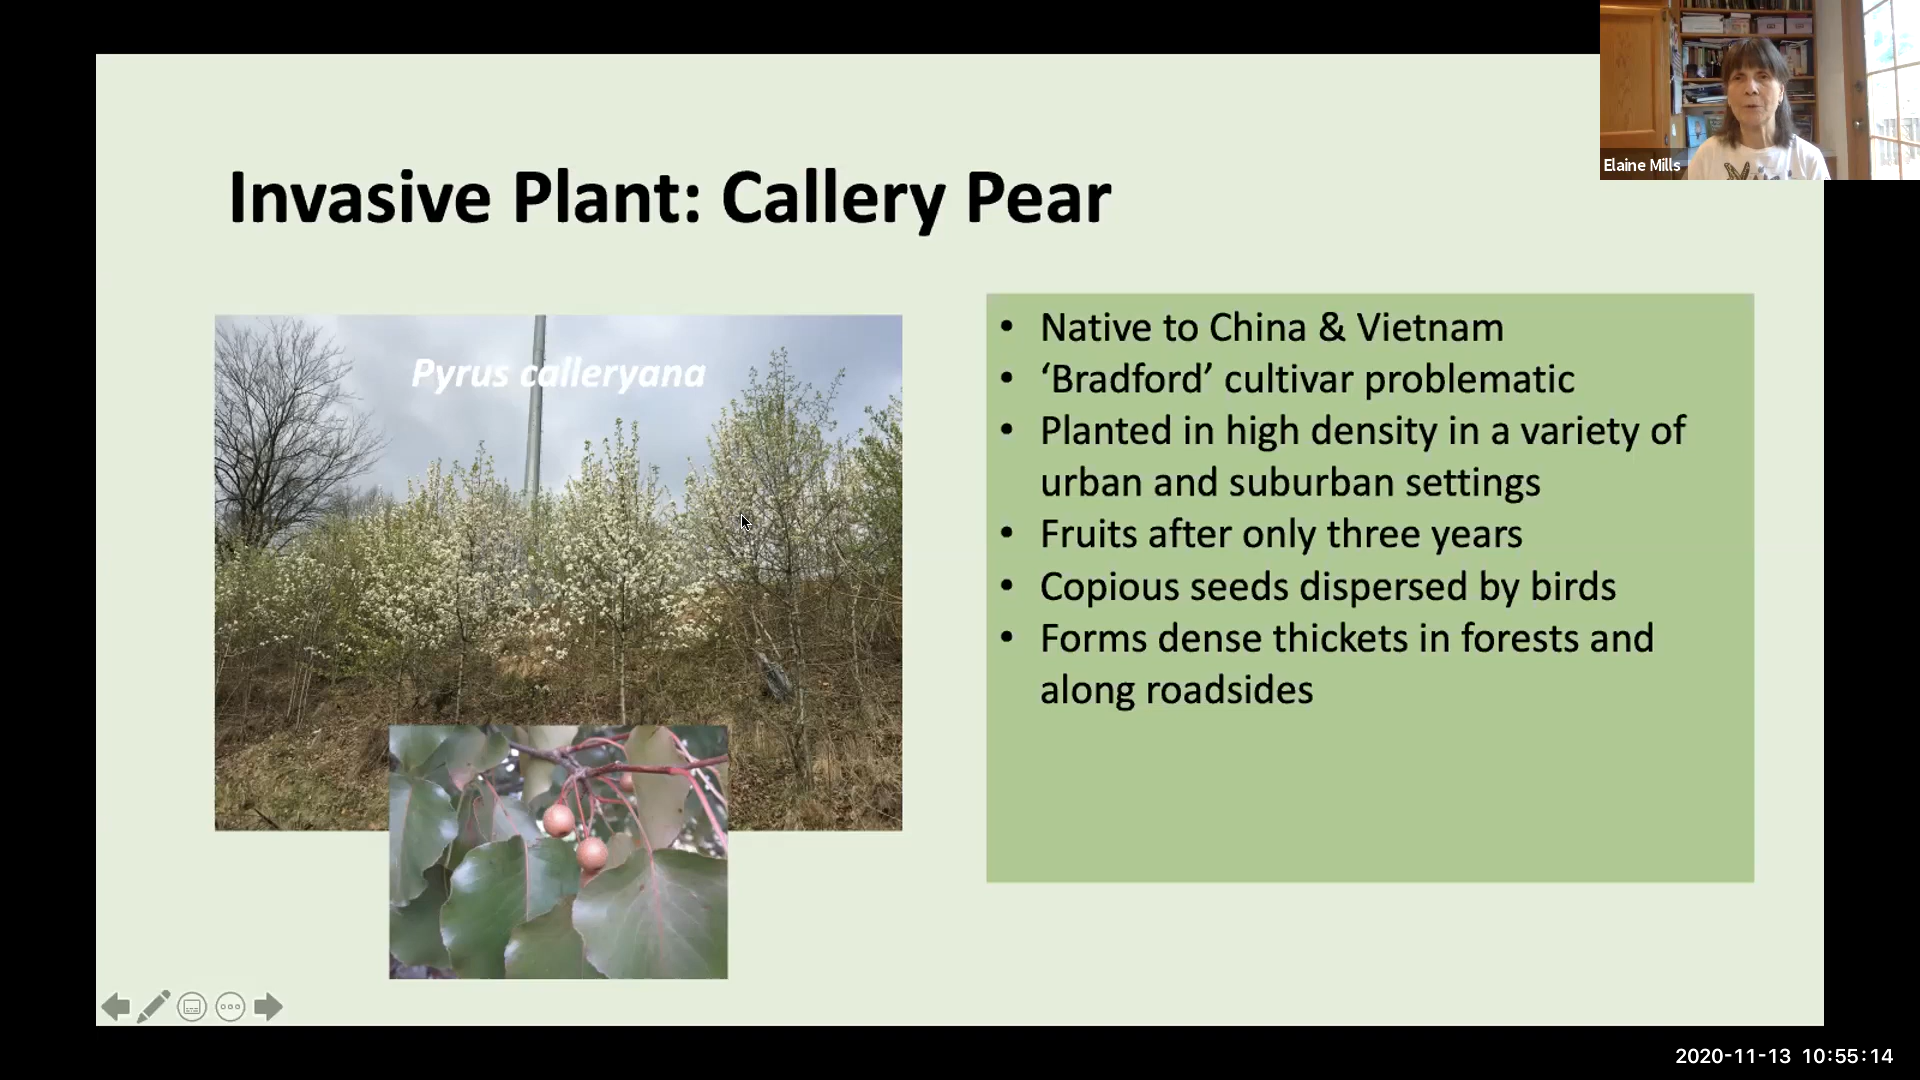 Elaine Mills
Invasive Plant: Callery Pear
Pyrus calleryana
• Native to China & Vietnam
• ‘Bradford’ cultivar problematic
• Planted in high density in a variety of
urban and suburban settings
• Fruits after only three years
• Copious seeds dispersed by birds
• Forms dense thickets in forests and
along roadsides
2020-11-13 10:55:14